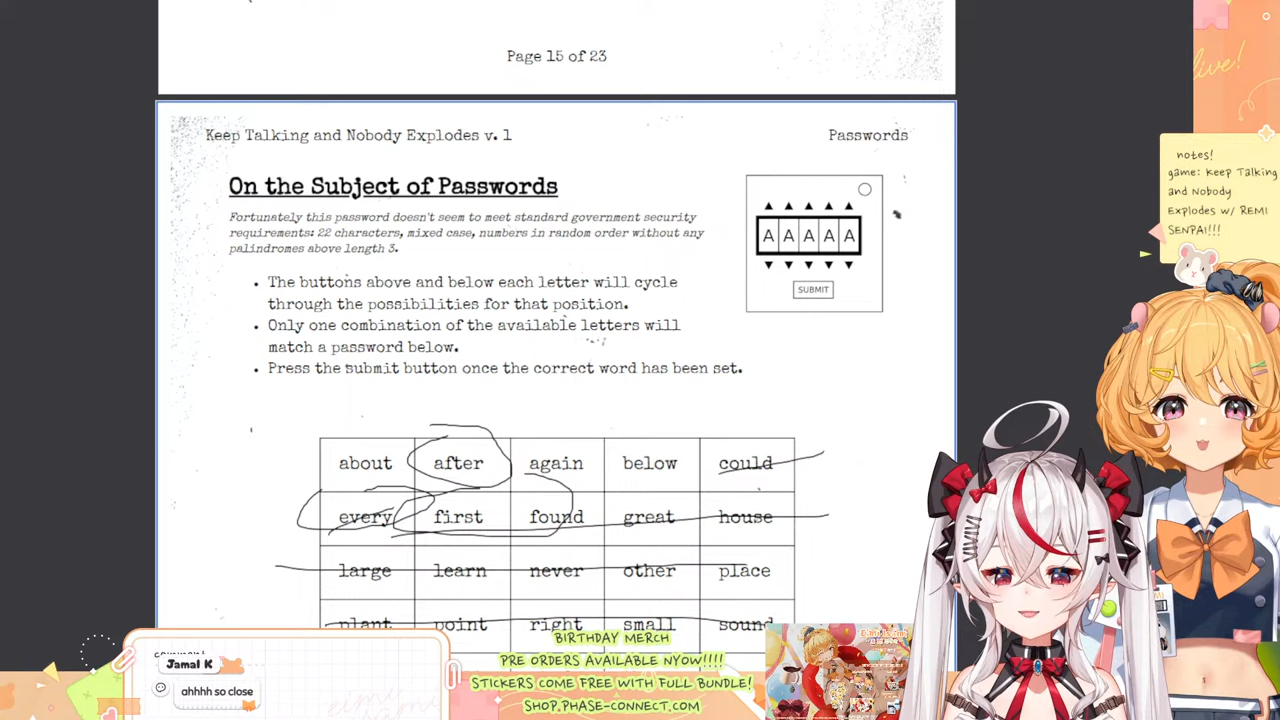 Page 15 of 23
Keep Talking and Nobody Explodes v. 1
Passwords
On the Subject of Passwords
Fortunately this password doesn't seem to meet standard government security
requirements: 22 characters, mixed case, numbers in random order without any
palindromes above length 3.
A A A A A
SUBMIT
• The buttons above and below each letter will cycle
through the possibilities for that position.
• Only one combination of the available letters will
match a password below.
• Press the submit button once the correct word has been set.
about after again below could
every first found great house
large learn never other place
plant point right small sound
live!
notes!
game: Keep Talking
and Nobody
Explodes w/ REMI
SENPAI!!!
comment
Jamal K
ahhhh so close
BIRTHDAY MERCH
PRE ORDERS AVAILABLE NYOW!!!!
STICKERS COME FREE WITH FULL BUNDLE!
SHOP.PHASE-CONNECT.COM